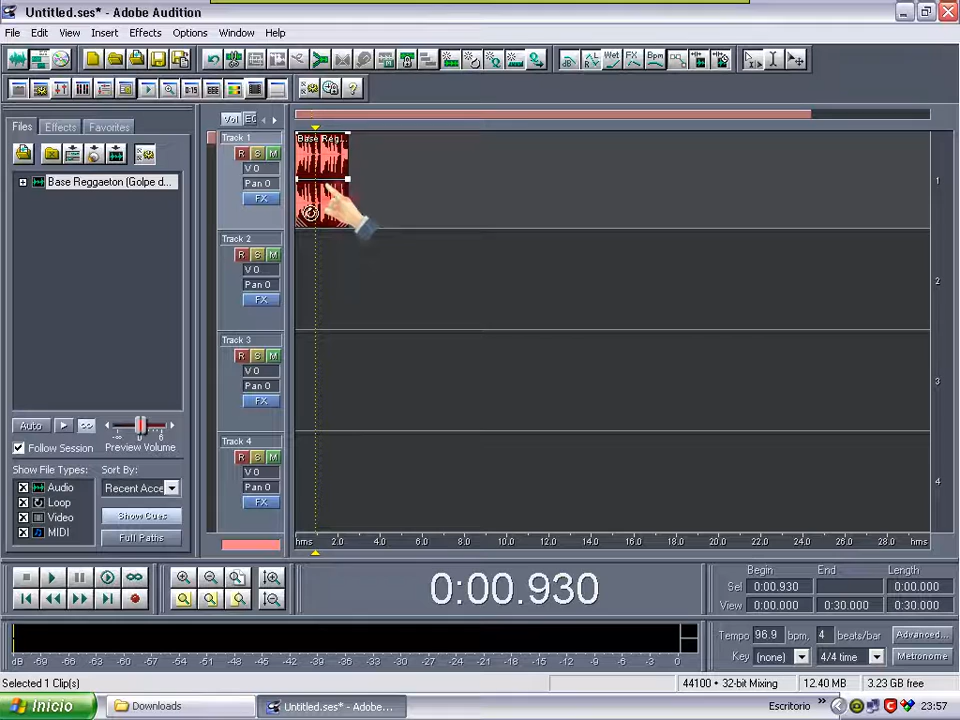 Untitled.ses* - Adobe Audition
File Edit View Insert Effects Options Window Help
Files Effects Favorites
Base Reggaeton (Golpe d...
Auto
Follow Session
Preview Volume
-∞ 0 6
Show File Types: Sort By:
Audio
Loop
Video
MIDI
Recent Acce
Show Cues
Full Paths
Vol EQ
Track 1
R S M
V 0
Pan 0
FX
Base Reg...
1
Track 2
R S M
V 0
Pan 0
FX
2
Track 3
R S M
V 0
Pan 0
FX
3
Track 4
R S M
V 0
Pan 0
FX
4
hms 2.0 4.0 6.0 8.0 10.0 12.0 14.0 16.0 18.0 20.0 22.0 24.0 26.0 28.0 hms
0:00.930
Begin End Length
Sel 0:00.930 0:00.000
View 0:00.000 0:30.000 0:30.000
dB -69 -66 -63 -60 -57 -54 -51 -48 -45 -42 -39 -36 -33 -30 -27 -24 -21 -18 -15 -12 -9 -6 -3 0
Tempo 96.9 bpm, 4 beats/bar Advanced...
Key (none) 4/4 time Metronome
Selected 1 Clip(s)
44100 • 32-bit Mixing 12.40 MB 3.23 GB free
Inicio Downloads Untitled.ses* - Adobe... Escritorio » 23:57